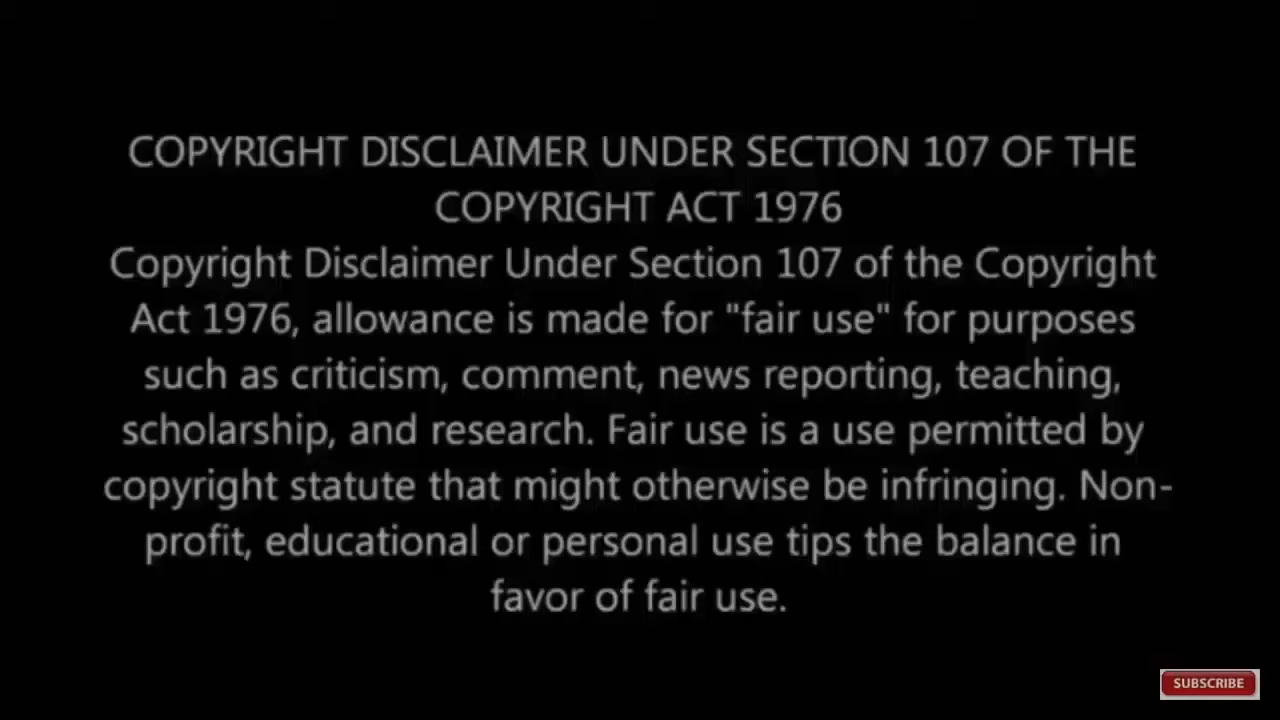 COPYRIGHT DISCLAIMER UNDER SECTION 107 OF THE
COPYRIGHT ACT 1976
Copyright Disclaimer Under Section 107 of the Copyright
Act 1976, allowance is made for "fair use" for purposes
such as criticism, comment, news reporting, teaching,
scholarship, and research. Fair use is a use permitted by
copyright statute that might otherwise be infringing. Non-
profit, educational or personal use tips the balance in
favor of fair use.
SUBSCRIBE